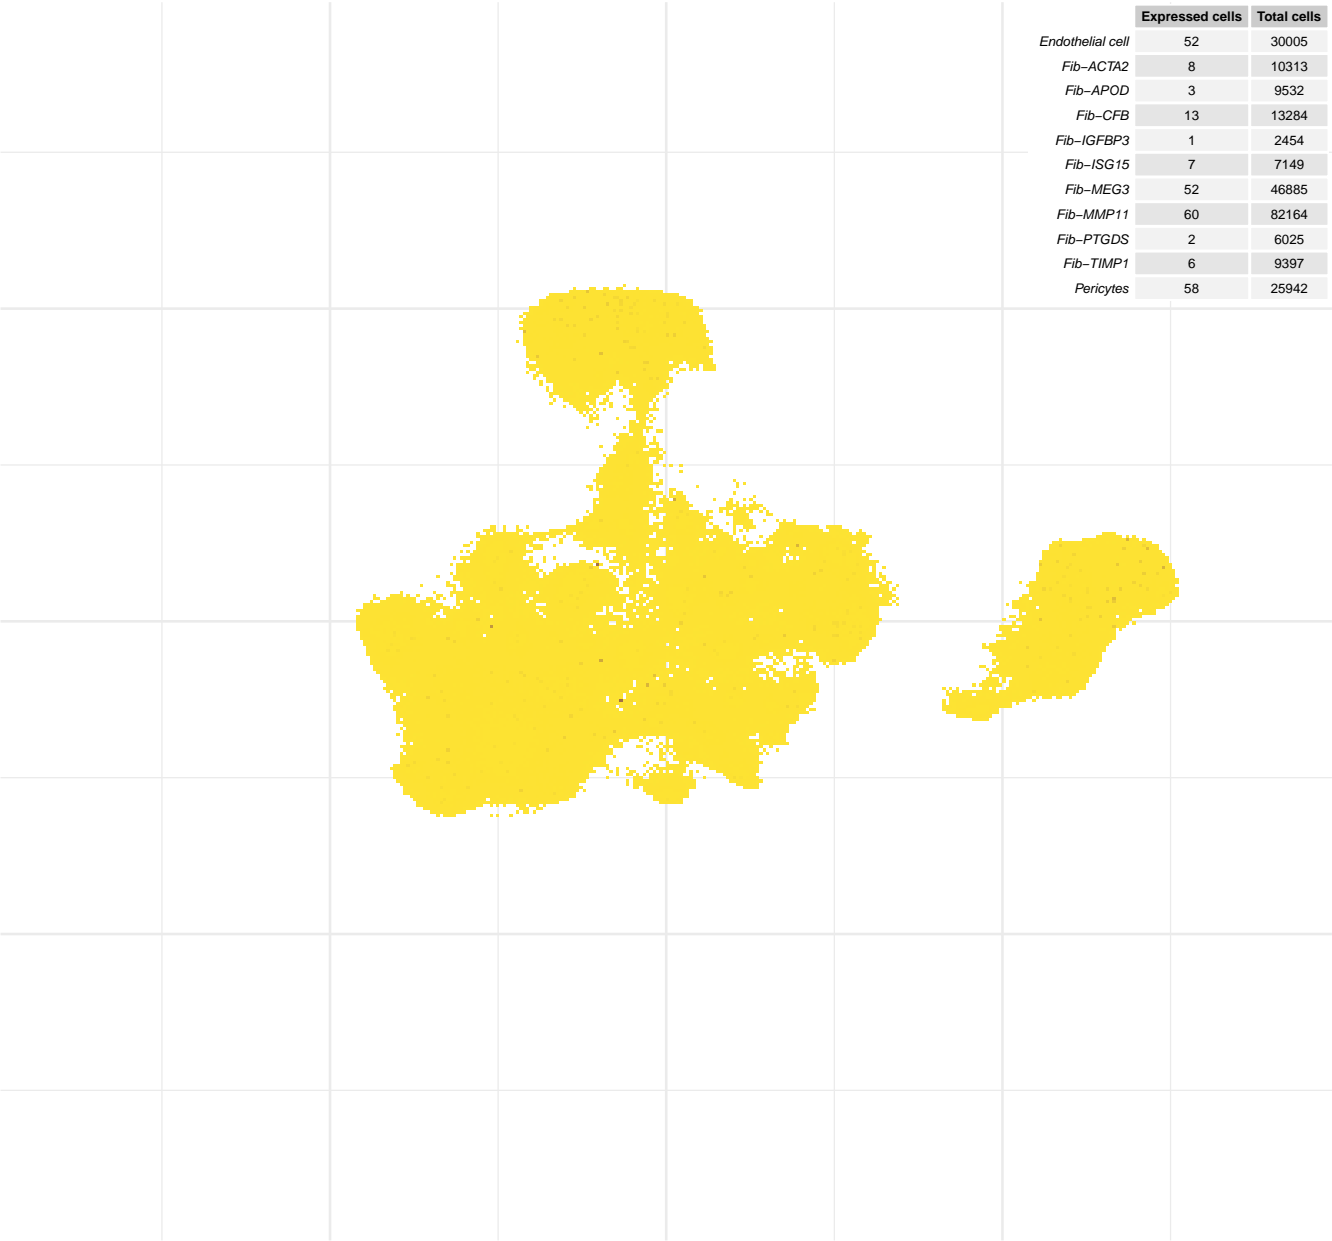 Expressed cells Total cells
Endothelial cell 52 30005
Fib−ACTA2 8 10313
Fib−APOD 3 9532
Fib−CFB 13 13284
Fib−IGFBP3 1 2454
Fib−ISG15 7 7149
Fib−MEG3 52 46885
Fib−MMP11 60 82164
Fib−PTGDS 2 6025
Fib−TIMP1 6 9397
Pericytes 58 25942